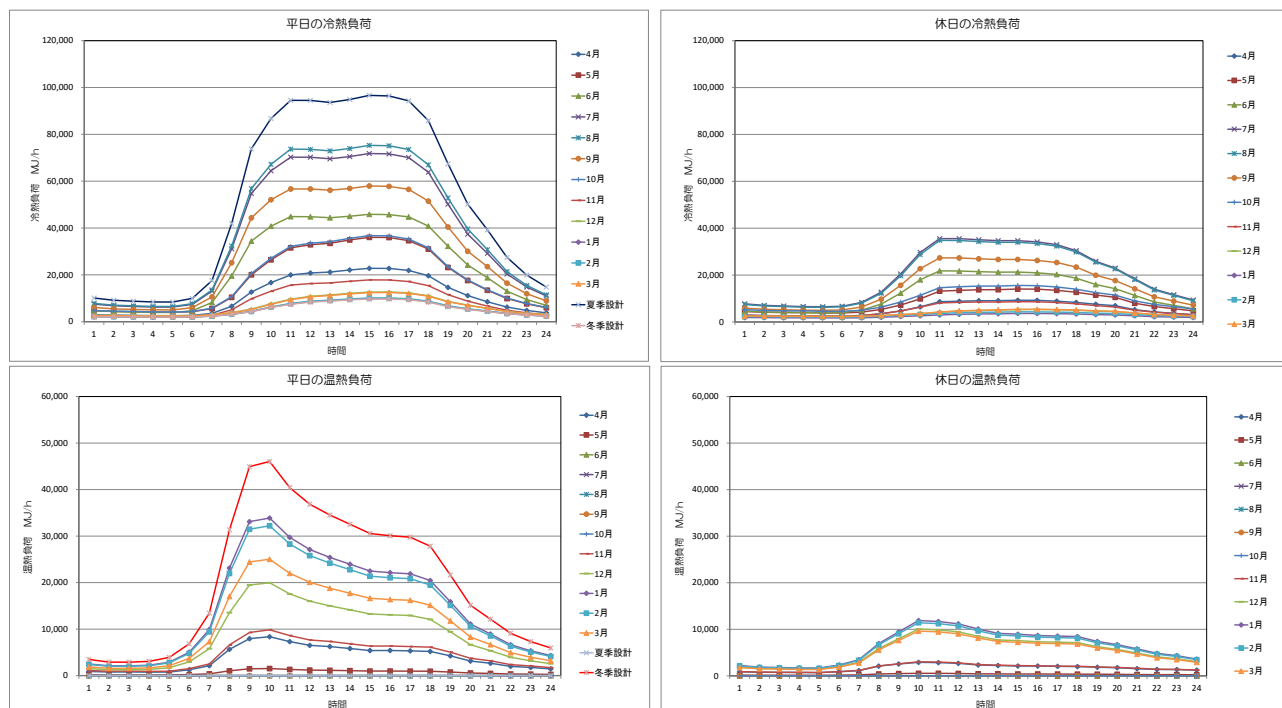 平日の冷熱負荷
120,000
100,000
80,000
60,000
40,000
20,000
0
冷熱負荷 MJ/h
1 2 3 4 5 6 7 8 9 10 11 12 13 14 15 16 17 18 19 20 21 22 23 24
時間
4月
5月
6月
7月
8月
9月
10月
11月
12月
1月
2月
3月
夏季設計
冬季設計
休日の冷熱負荷
120,000
100,000
80,000
60,000
40,000
20,000
0
冷熱負荷 MJ/h
1 2 3 4 5 6 7 8 9 10 11 12 13 14 15 16 17 18 19 20 21 22 23 24
時間
4月
5月
6月
7月
8月
9月
10月
11月
12月
1月
2月
3月
平日の温熱負荷
60,000
50,000
40,000
30,000
20,000
10,000
0
温熱負荷 MJ/h
1 2 3 4 5 6 7 8 9 10 11 12 13 14 15 16 17 18 19 20 21 22 23 24
時間
4月
5月
6月
7月
8月
9月
10月
11月
12月
1月
2月
3月
夏季設計
冬季設計
休日の温熱負荷
60,000
50,000
40,000
30,000
20,000
10,000
0
温熱負荷 MJ/h
1 2 3 4 5 6 7 8 9 10 11 12 13 14 15 16 17 18 19 20 21 22 23 24
時間
4月
5月
6月
7月
8月
9月
10月
11月
12月
1月
2月
3月